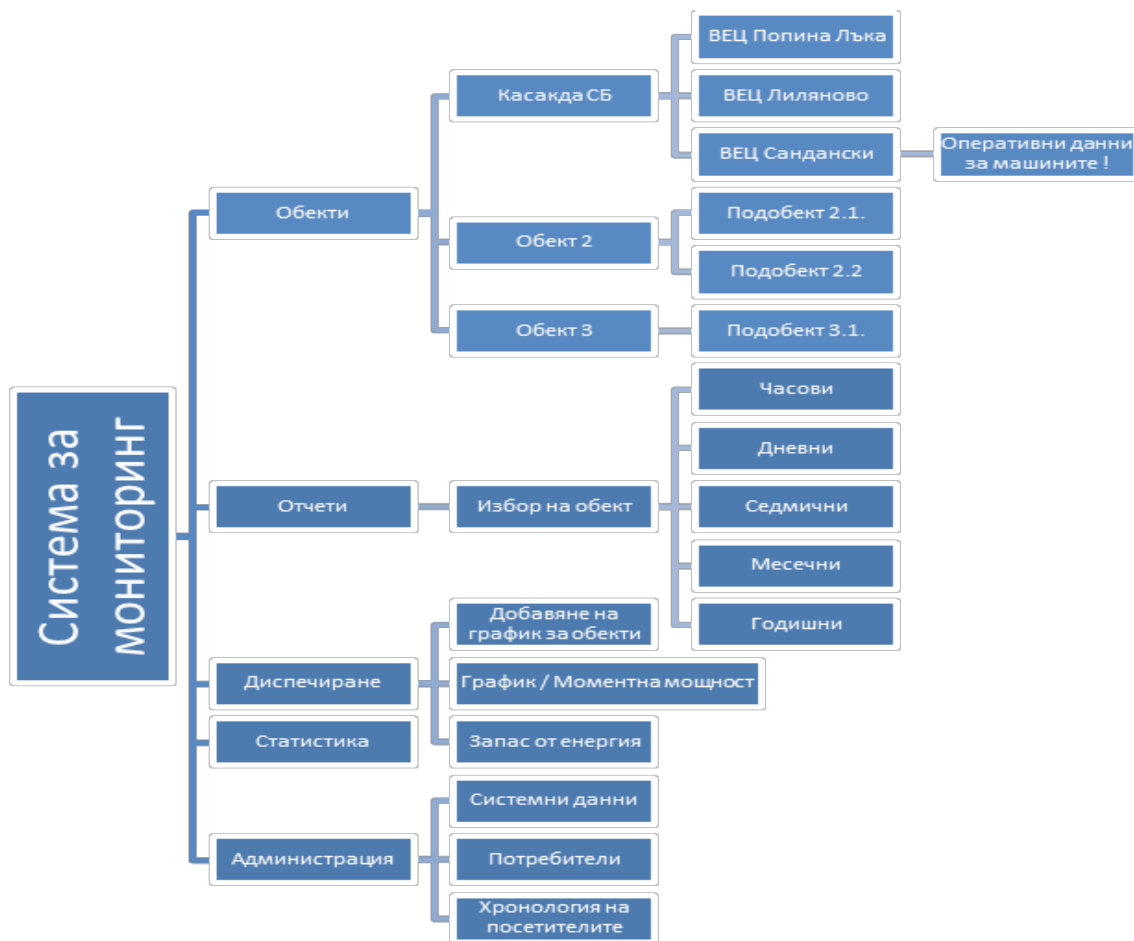 Система за
мониторинг
Обекти
Касакда СБ
ВЕЦ Попина Лъка
ВЕЦ Лиляново
ВЕЦ Сандански
Оперативни данни
за машините !
Обект 2
Подобект 2.1.
Подобект 2.2
Обект 3
Подобект 3.1.
Отчети
Избор на обект
Часови
Дневни
Седмични
Месечни
Годишни
Диспечиране
Добавяне на
график за обекти
График / Моментна мощност
Запас от енергия
Статистика
Администрация
Системни данни
Потребители
Хронология на
посетителите